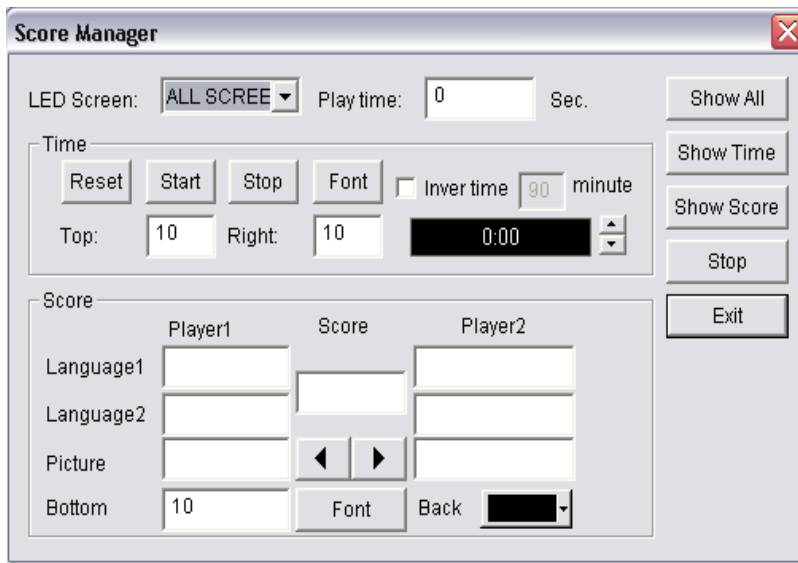 Score Manager
LED Screen: ALL SCREE Play time: 0 Sec.
Show All
Time
Show Time
Reset Start Stop Font Inver time 90 minute
Show Score
Top: 10 Right: 10 0:00
Stop
Score
Exit
Player1 Score Player2
Language1
Language2
Picture
Bottom 10 Font Back